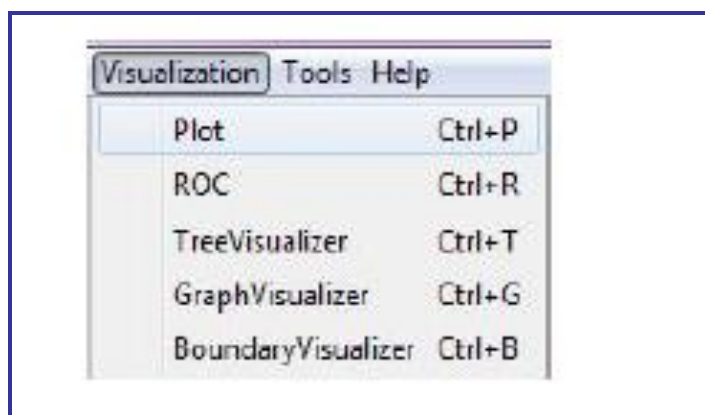 Visualization Tools Help
Plot Ctrl+P
ROC Ctrl+R
TreeVisualizer Ctrl+T
GraphVisualizer Ctrl+G
BoundaryVisualizer Ctrl+B